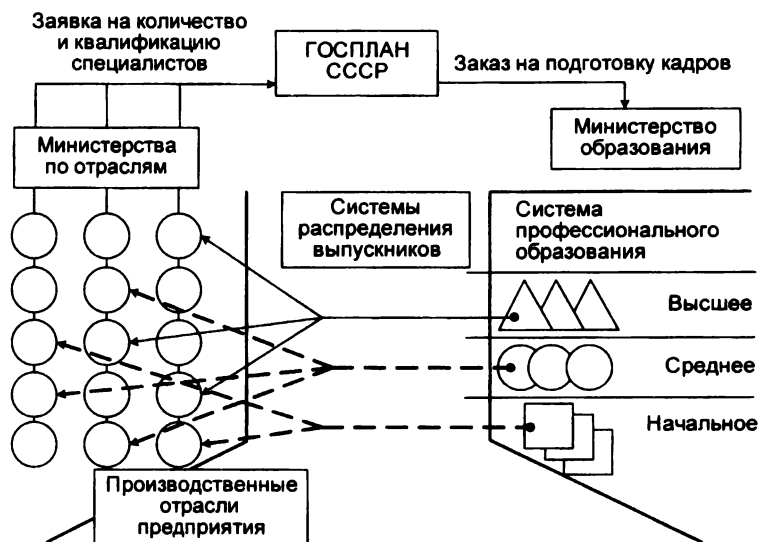 Заявка на количество
и квалификацию
специалистов
ГОСПЛАН
СССР
Заказ на подготовку кадров
Министерство
образования
Министерства
по отраслям
Системы
распределения
выпускников
Система
профессионального
образования
Высшее
Среднее
Начальное
Производственные
отрасли
предприятия